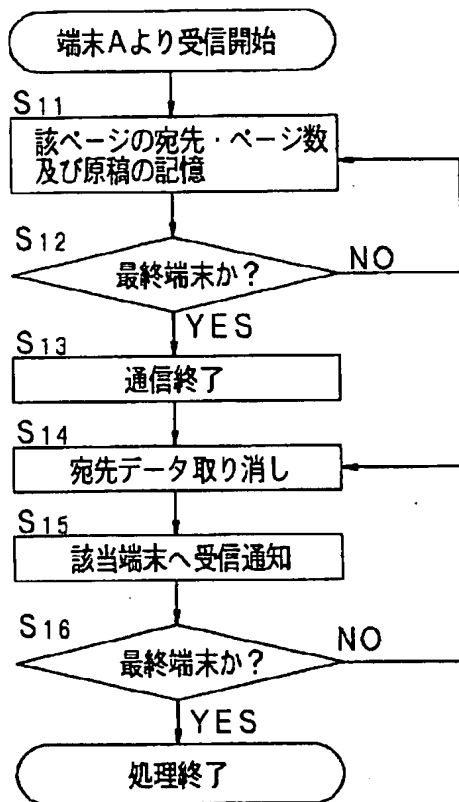 端末Aより受信開始
S11
該ページの宛先・ページ数
及び原稿の記憶
S12
最終端末か?
NO
YES
S13
通信終了
S14
宛先データ取り消し
S15
該当端末へ受信通知
S16
最終端末か?
NO
YES
処理終了